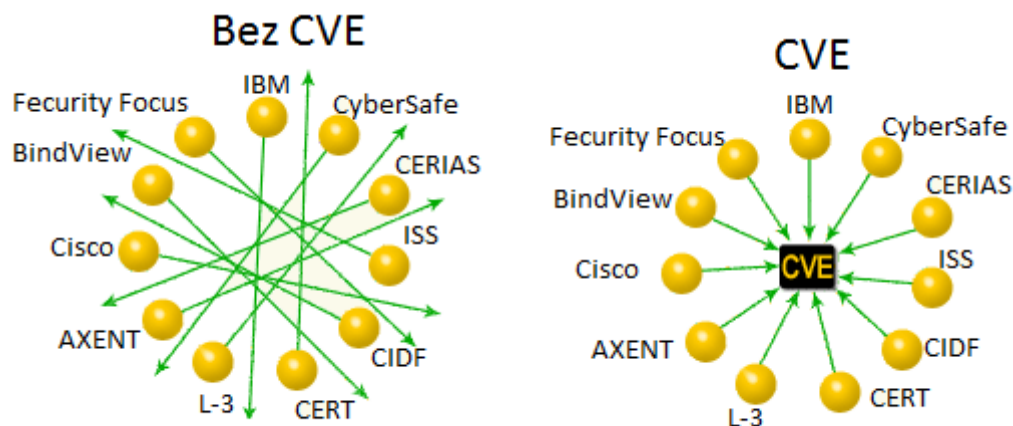 Bez CVE
IBM
Fecurity Focus
CyberSafe
BindView
CERIAS
Cisco
ISS
AXENT
CIDF
L-3
CERT
CVE
IBM
Fecurity Focus
CyberSafe
BindView
CERIAS
Cisco
CVE
ISS
AXENT
CIDF
L-3
CERT